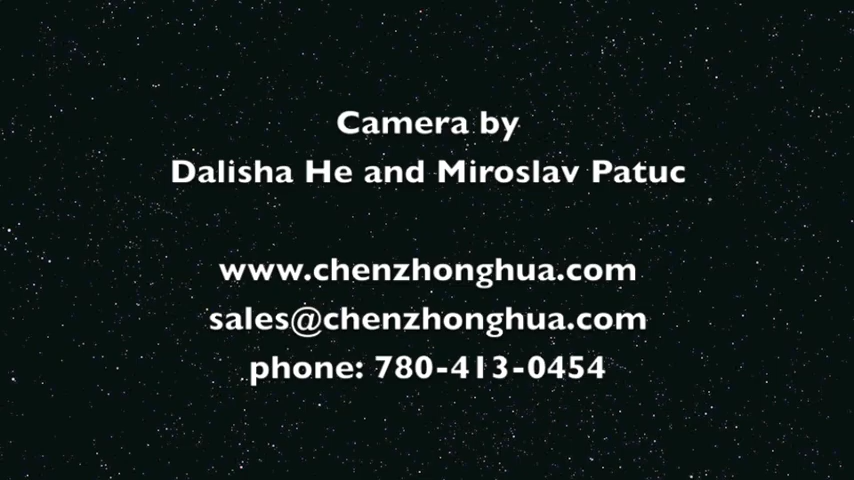 Camera by
Dalisha He and Miroslav Patuc
www.chenzhonghua.com
sales@chenzhonghua.com
phone: 780-413-0454